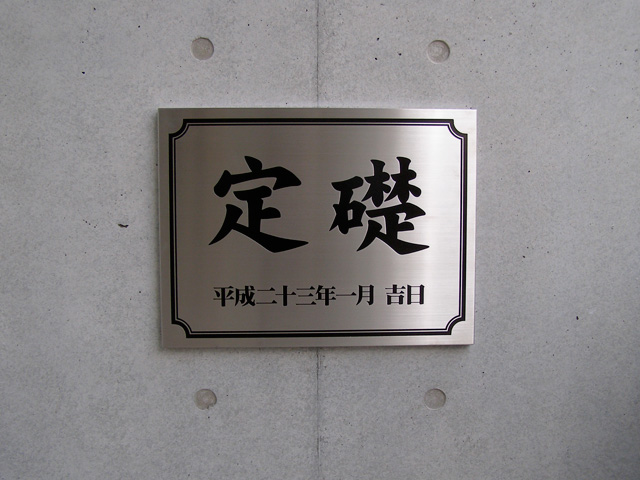 定礎
平成二十三年一月 吉日